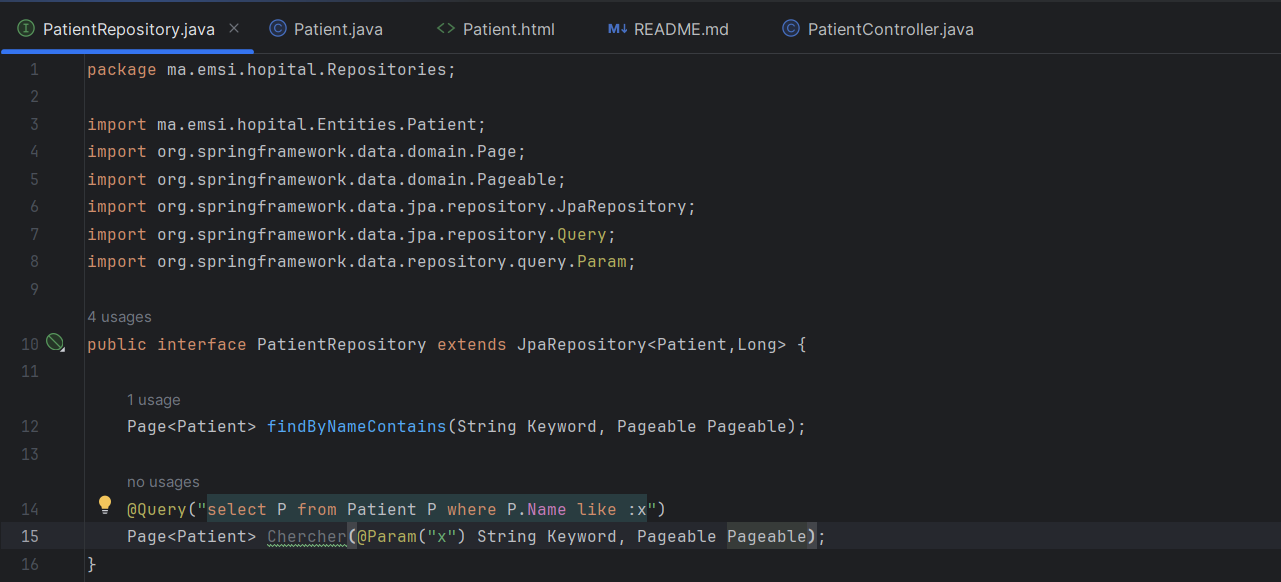 PatientRepository.java Patient.java Patient.html README.md PatientController.java
1 package ma.emsi.hopital.Repositories;
2
3 import ma.emsi.hopital.Entities.Patient;
4 import org.springframework.data.domain.Page;
5 import org.springframework.data.domain.Pageable;
6 import org.springframework.data.jpa.repository.JpaRepository;
7 import org.springframework.data.jpa.repository.Query;
8 import org.springframework.data.repository.query.Param;
9
4 usages
10 public interface PatientRepository extends JpaRepository<Patient,Long> {
11
1 usage
12 Page<Patient> findByNameContains(String Keyword, Pageable Pageable);
13
no usages
14 @Query("select P from Patient P where P.Name like :x")
15 Page<Patient> Chercher(@Param("x") String Keyword, Pageable Pageable);
16 }